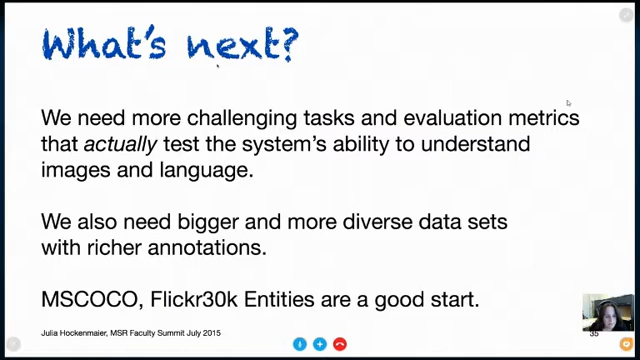 What's next?
We need more challenging tasks and evaluation metrics
that actually test the system's ability to understand
images and language.
We also need bigger and more diverse data sets
with richer annotations.
MSCOCO, Flickr30k Entities are a good start.
Julia Hockenmaier, MSR Faculty Summit July 2015
35